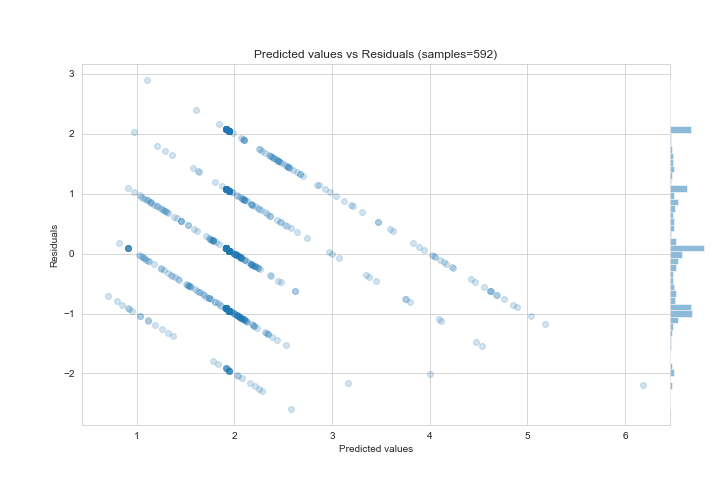 Predicted values vs Residuals (samples=592)
3
2
1
0
−1
−2
Residuals
1 2 3 4 5 6
Predicted values